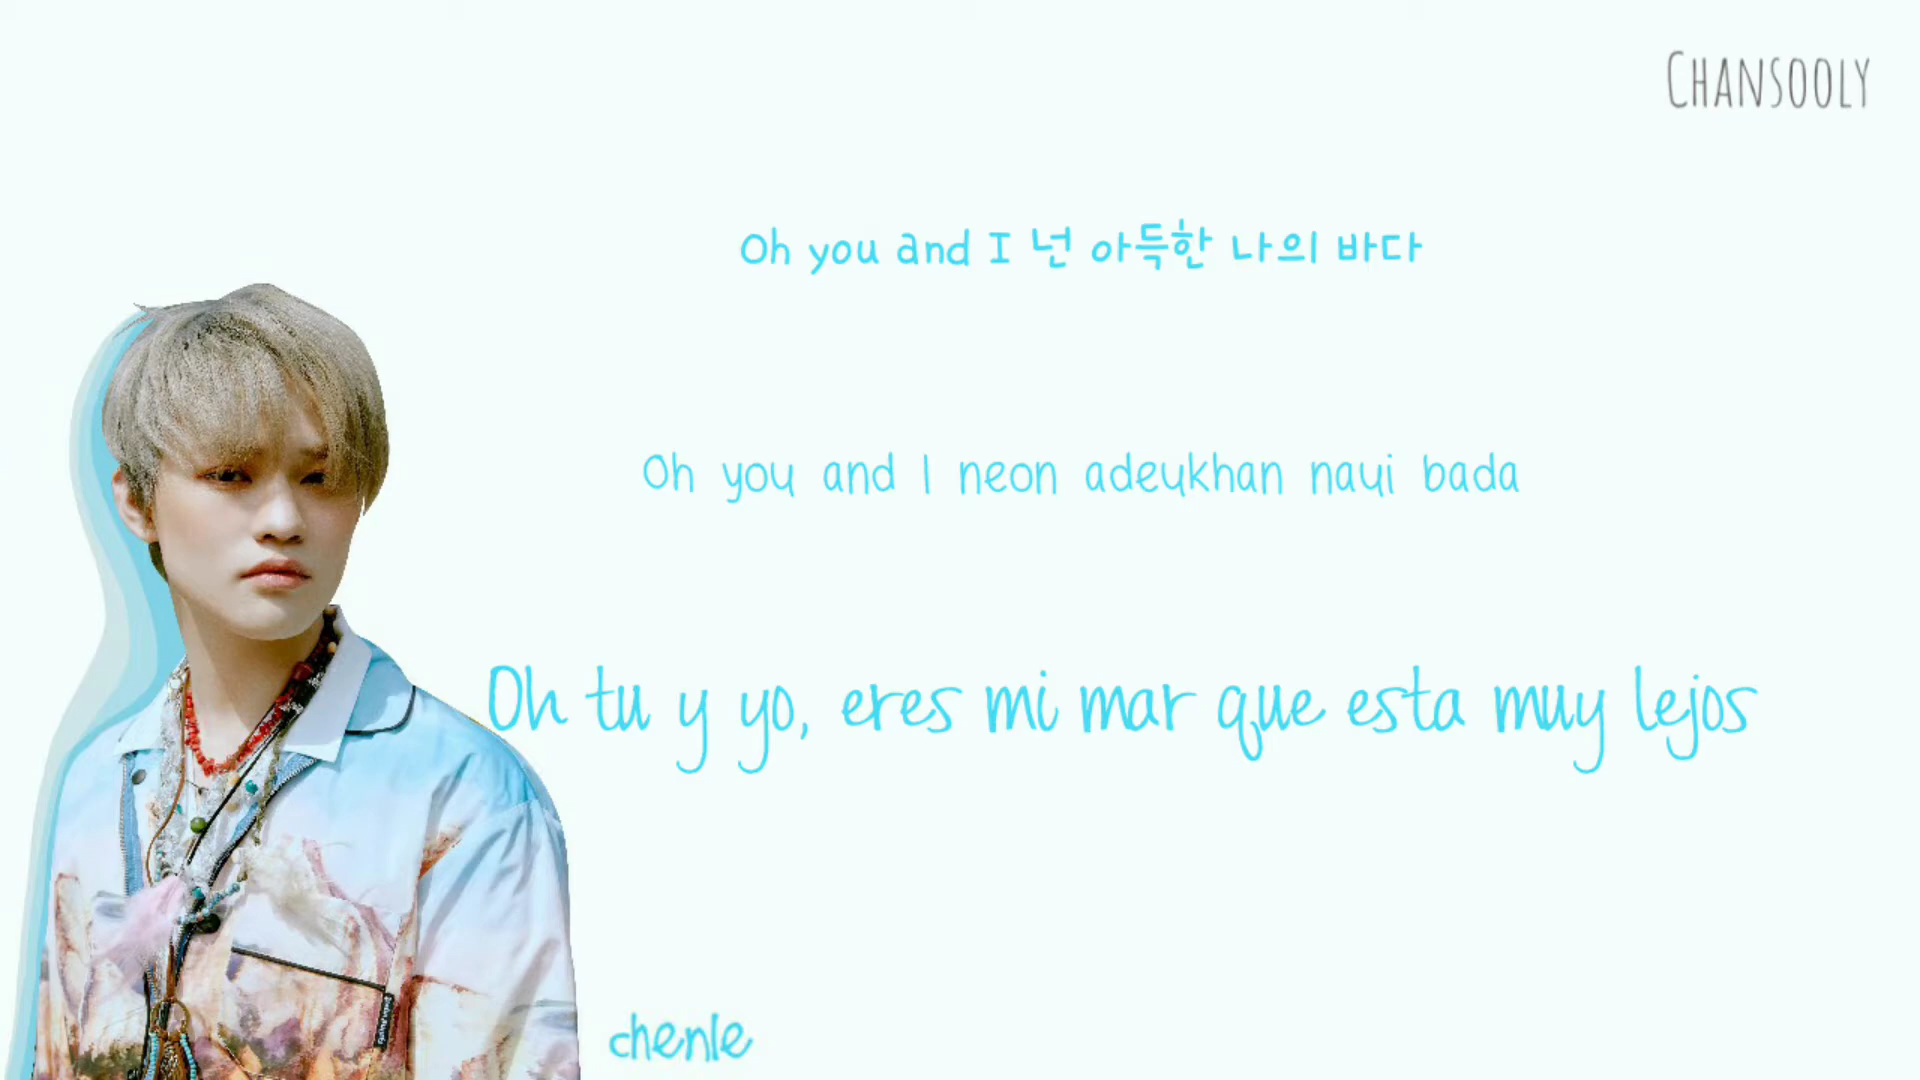 CHANSOOLY
Oh you and I 넌 아득한 나의 바다
Oh you and I neon adeukhan naui bada
Oh tu y yo, eres mi mar que esta muy lejos
chenle